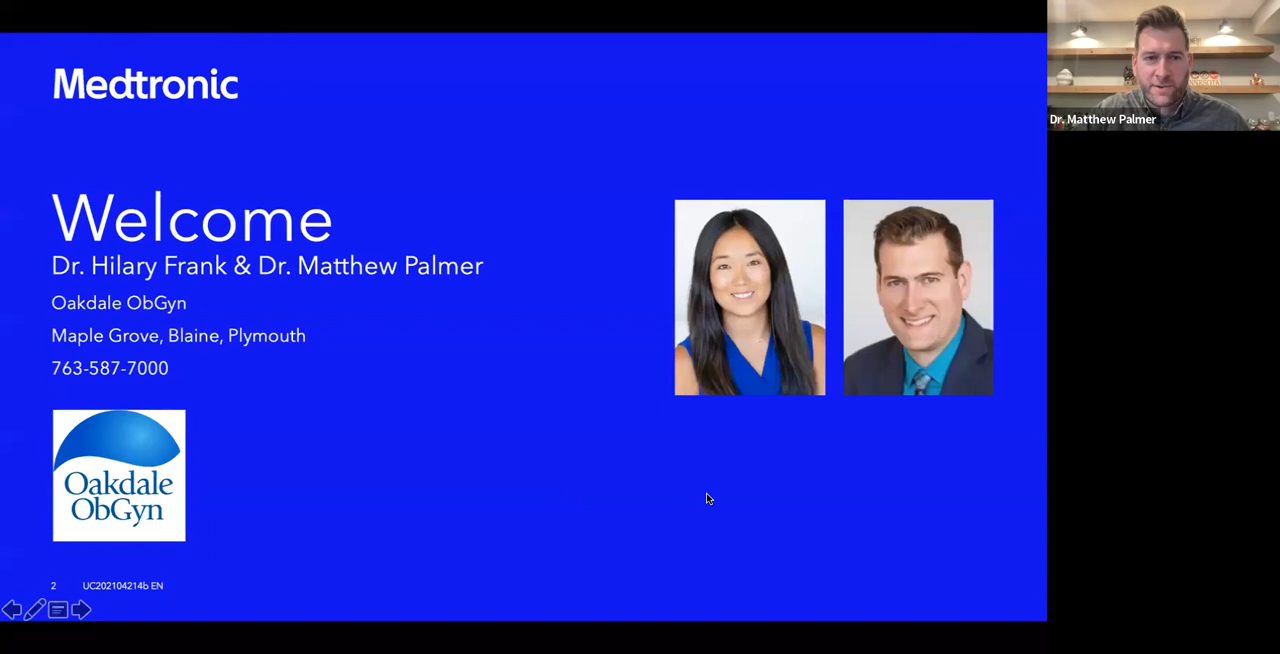 Medtronic
Welcome
Dr. Hilary Frank & Dr. Matthew Palmer
Oakdale ObGyn
Maple Grove, Blaine, Plymouth
763-587-7000
Oakdale
ObGyn
2 UC202104214b EN
Dr. Matthew Palmer